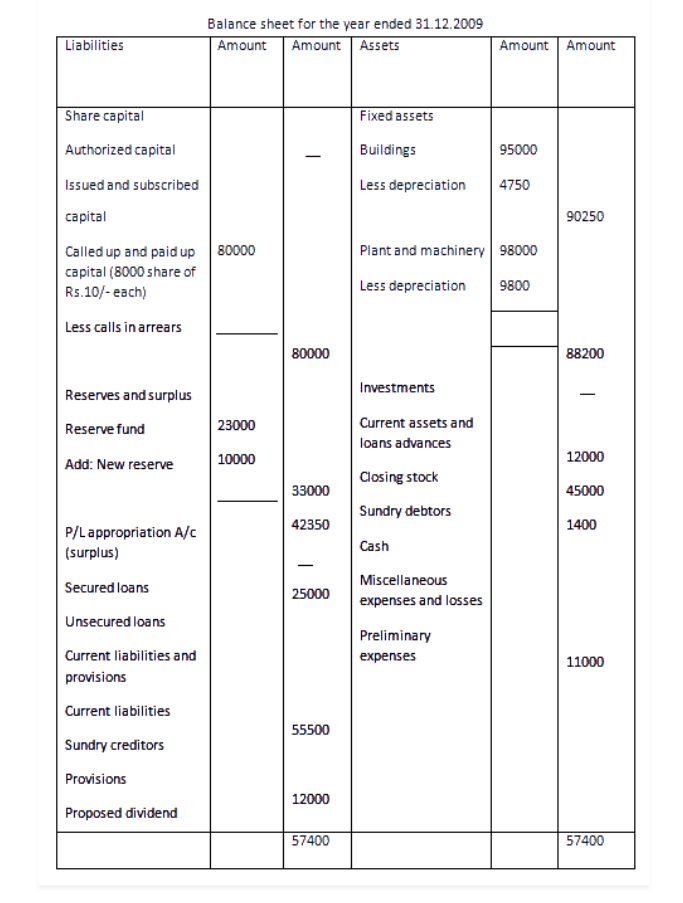 Balance sheet for the year ended 31.12.2009
Liabilities Amount Amount Assets Amount Amount
Share capital Fixed assets
Authorized capital — Buildings 95000
Issued and subscribed Less depreciation 4750
capital 90250
Called up and paid up 80000 Plant and machinery 98000
capital (8000 share of
Rs.10/- each) Less depreciation 9800
Less calls in arrears
80000 88200
Reserves and surplus Investments —
Reserve fund 23000 Current assets and
loans advances
Add: New reserve 10000 12000
Closing stock
33000 45000
Sundry debtors
P/L appropriation A/c 42350 1400
(surplus) Cash
—
Secured loans Miscellaneous
25000 expenses and losses
Unsecured loans
Preliminary
Current liabilities and expenses 11000
provisions
Current liabilities
55500
Sundry creditors
Provisions
12000
Proposed dividend
57400 57400